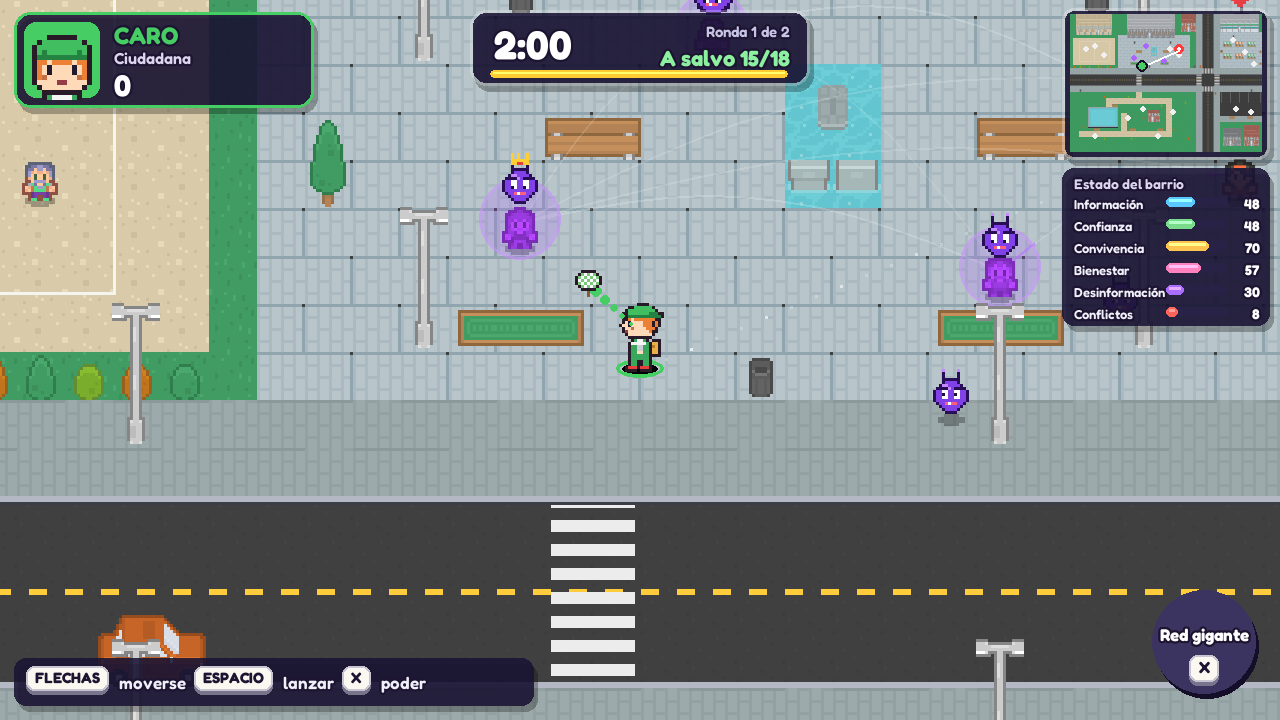 CARO
Ciudadana
0
2:00
Ronda 1 de 2
A salvo 15/18
Estado del barrio
Información 48
Confianza 48
Convivencia 70
Bienestar 57
Desinformación 30
Conflictos 8
Red gigante
X
FLECHAS moverse ESPACIO lanzar X poder